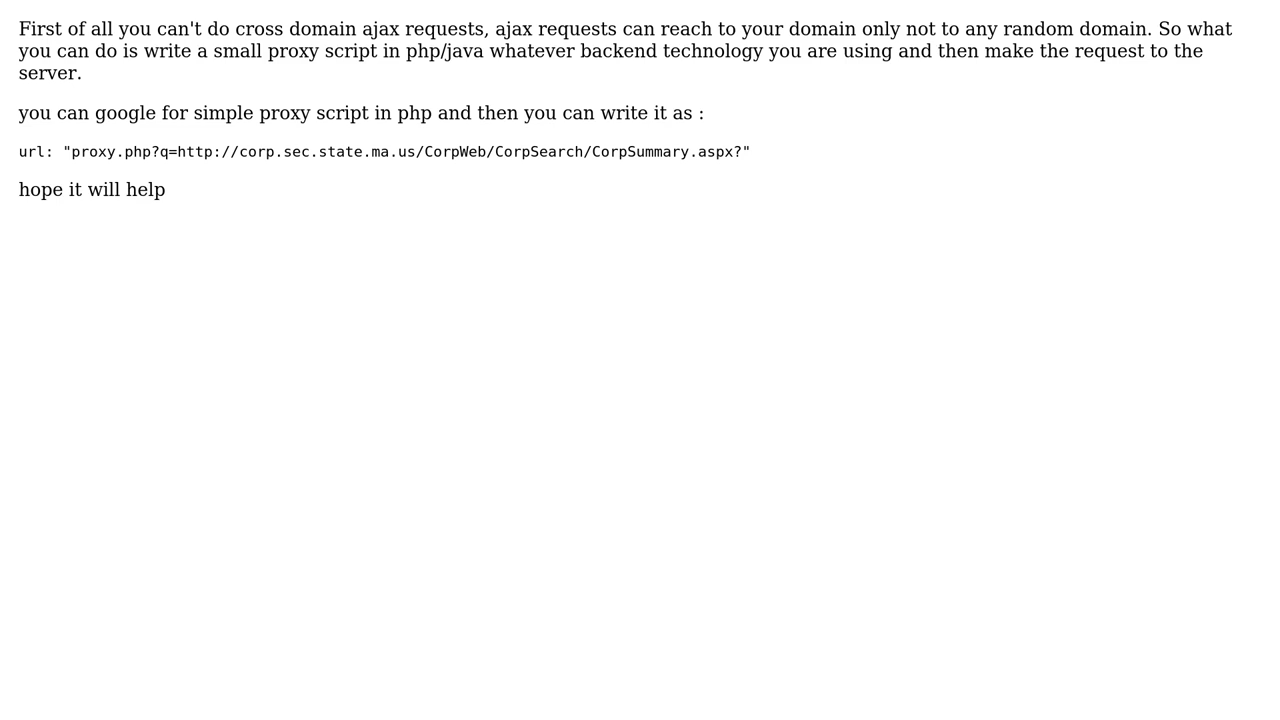 First of all you can't do cross domain ajax requests, ajax requests can reach to your domain only not to any random domain. So what
you can do is write a small proxy script in php/java whatever backend technology you are using and then make the request to the
server.
you can google for simple proxy script in php and then you can write it as :
url: "proxy.php?q=http://corp.sec.state.ma.us/CorpWeb/CorpSearch/CorpSummary.aspx?"
hope it will help